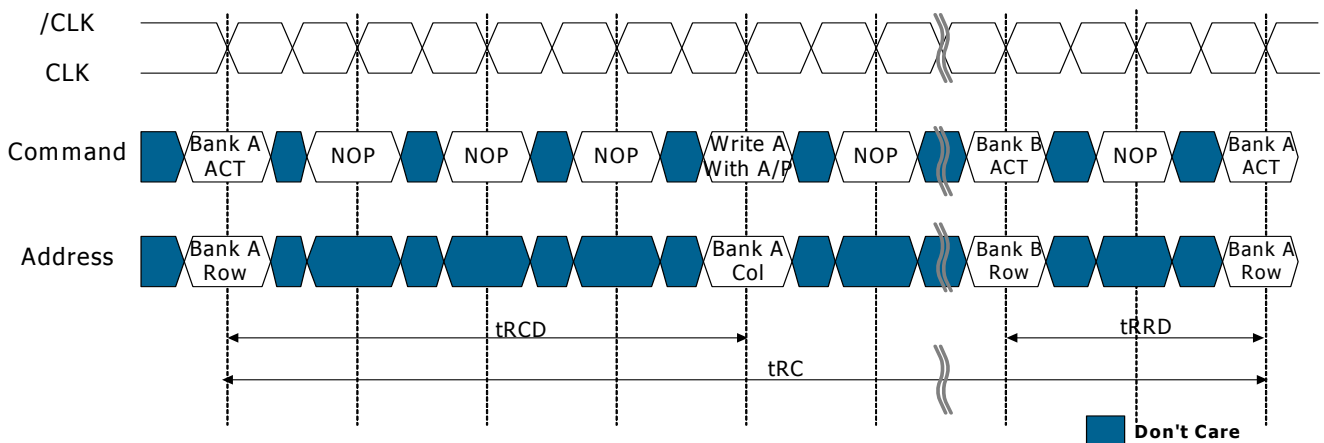 /CLK
CLK
Command
Bank A
ACT
NOP
NOP
NOP
Write A
With A/P
NOP
Bank B
ACT
NOP
Bank A
ACT
Address
Bank A
Row
Bank A
Col
Bank B
Row
Bank A
Row
tRCD
tRRD
tRC
Don't Care